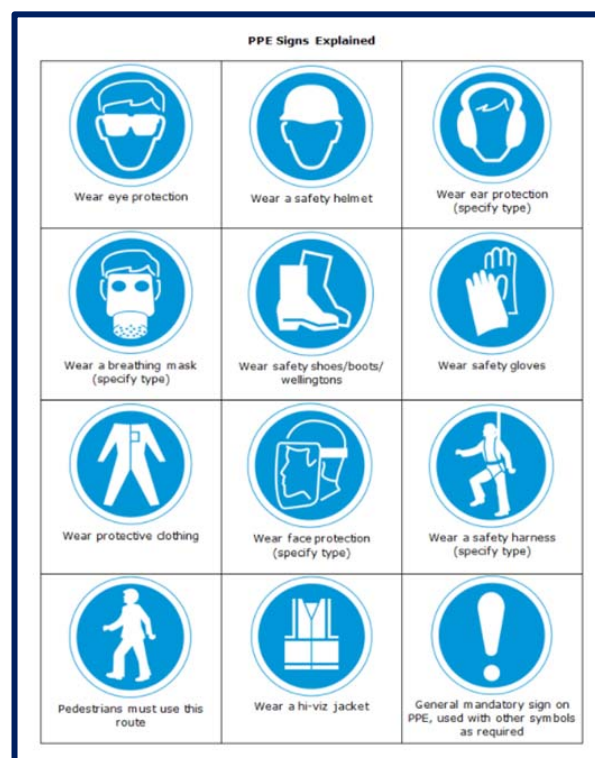 PPE Signs Explained
Wear eye protection
Wear a safety helmet
Wear ear protection
(specify type)
Wear a breathing mask
(specify type)
Wear safety shoes/boots/
wellingtons
Wear safety gloves
Wear protective clothing
Wear face protection
(specify type)
Wear a safety harness
(specify type)
Pedestrians must use this
route
Wear a hi-viz jacket
General mandatory sign on
PPE, used with other symbols
as required